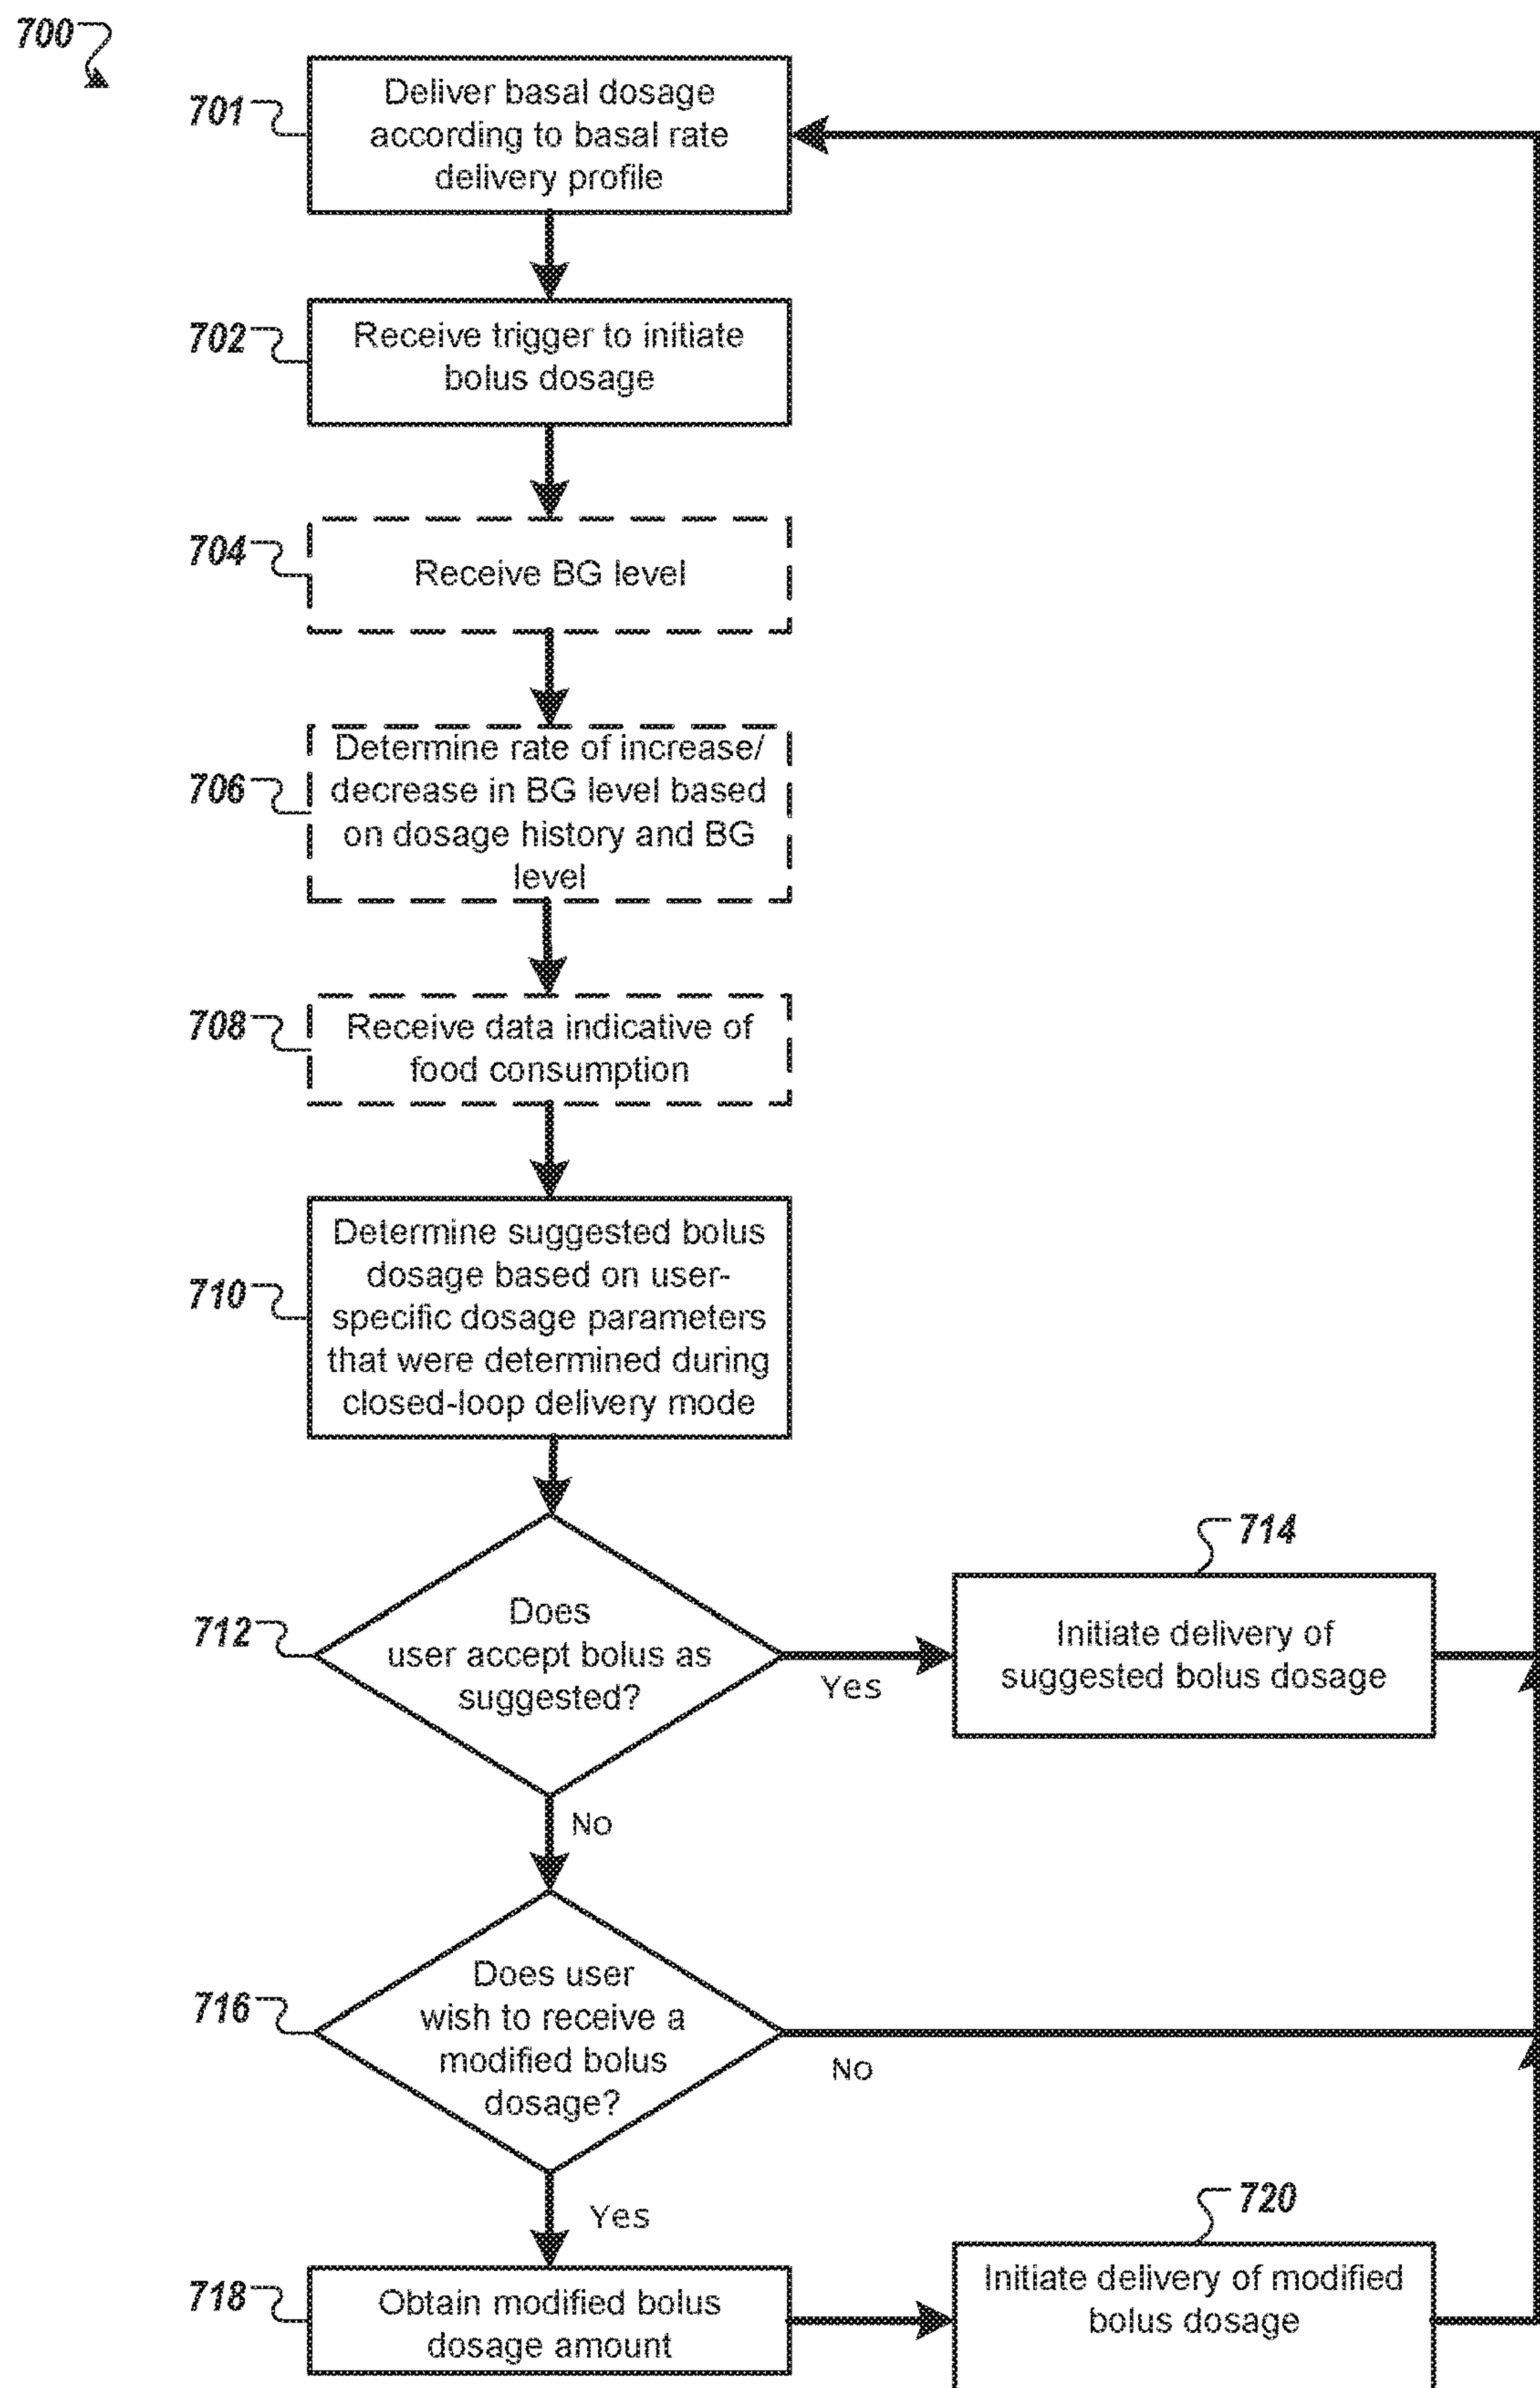 700
701
Deliver basal dosage
according to basal rate
delivery profile
702
Receive trigger to initiate
bolus dosage
704
Receive BG level
706
Determine rate of increase/
decrease in BG level based
on dosage history and BG
level
708
Receive data indicative of
food consumption
710
Determine suggested bolus
dosage based on user-
specific dosage parameters
that were determined during
closed-loop delivery mode
712
Does
user accept bolus as
suggested?
Yes
714
Initiate delivery of
suggested bolus dosage
No
716
Does user
wish to receive a
modified bolus
dosage?
No
Yes
718
Obtain modified bolus
dosage amount
720
Initiate delivery of modified
bolus dosage